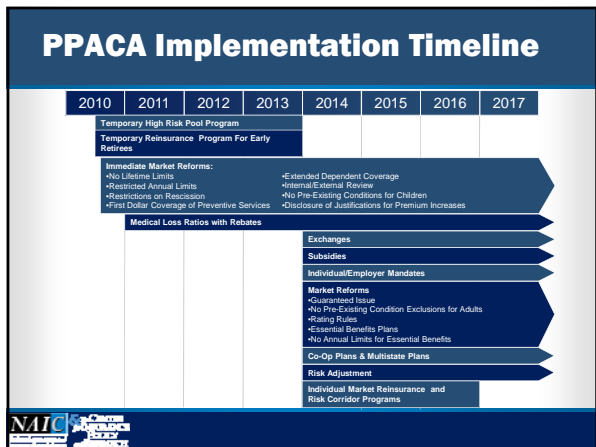 PPACA Implementation Timeline
2010 2011 2012 2013 2014 2015 2016 2017
Temporary High Risk Pool Program
Temporary Reinsurance Program For Early
Retirees
Immediate Market Reforms:
•No Lifetime Limits
•Restricted Annual Limits
•Restrictions on Rescission
•First Dollar Coverage of Preventive Services
•Extended Dependent Coverage
•Internal/External Review
•No Pre-Existing Conditions for Children
•Disclosure of Justifications for Premium Increases
Medical Loss Ratios with Rebates
Exchanges
Subsidies
Individual/Employer Mandates
Market Reforms
•Guaranteed Issue
•No Pre-Existing Condition Exclusions for Adults
•Rating Rules
•Essential Benefits Plans
•No Annual Limits for Essential Benefits
Co-Op Plans & Multistate Plans
Risk Adjustment
Individual Market Reinsurance and
Risk Corridor Programs
NAIC &